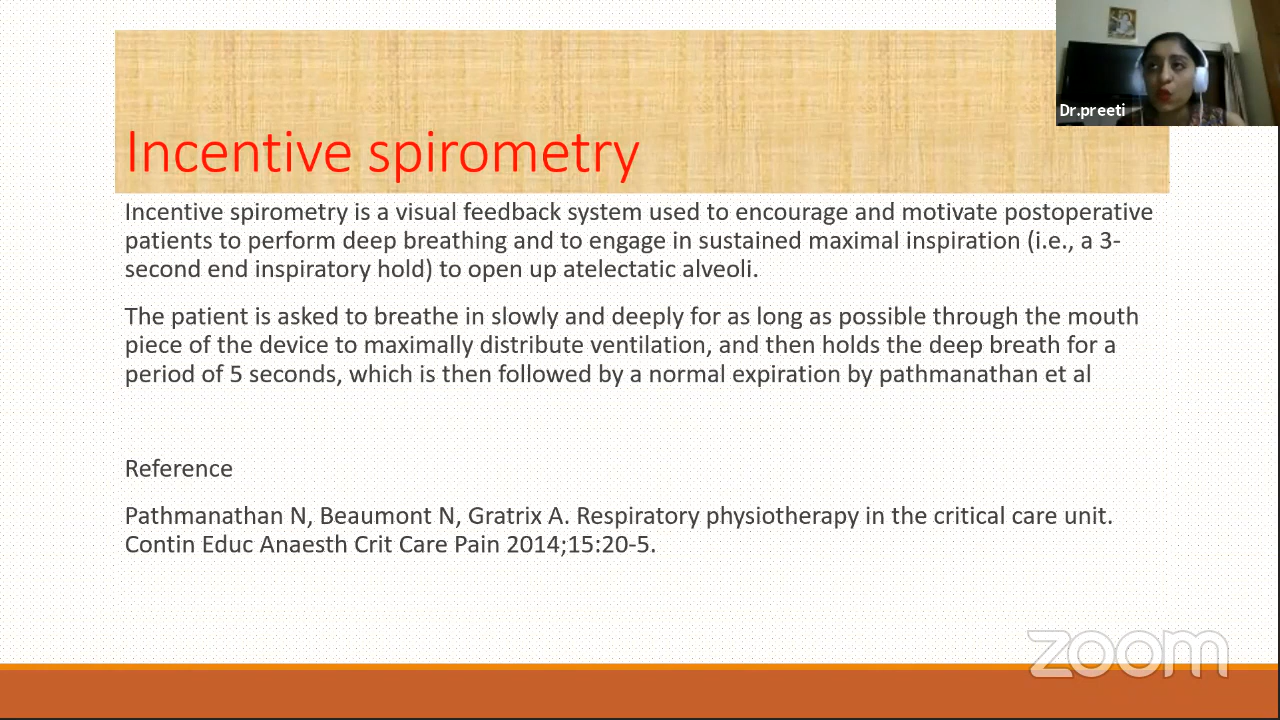 Dr.preeti
Incentive spirometry
Incentive spirometry is a visual feedback system used to encourage and motivate postoperative
patients to perform deep breathing and to engage in sustained maximal inspiration (i.e., a 3-
second end inspiratory hold) to open up atelectatic alveoli.
The patient is asked to breathe in slowly and deeply for as long as possible through the mouth
piece of the device to maximally distribute ventilation, and then holds the deep breath for a
period of 5 seconds, which is then followed by a normal expiration by pathmanathan et al
Reference
Pathmanathan N, Beaumont N, Gratrix A. Respiratory physiotherapy in the critical care unit.
Contin Educ Anaesth Crit Care Pain 2014;15:20-5.
zoom